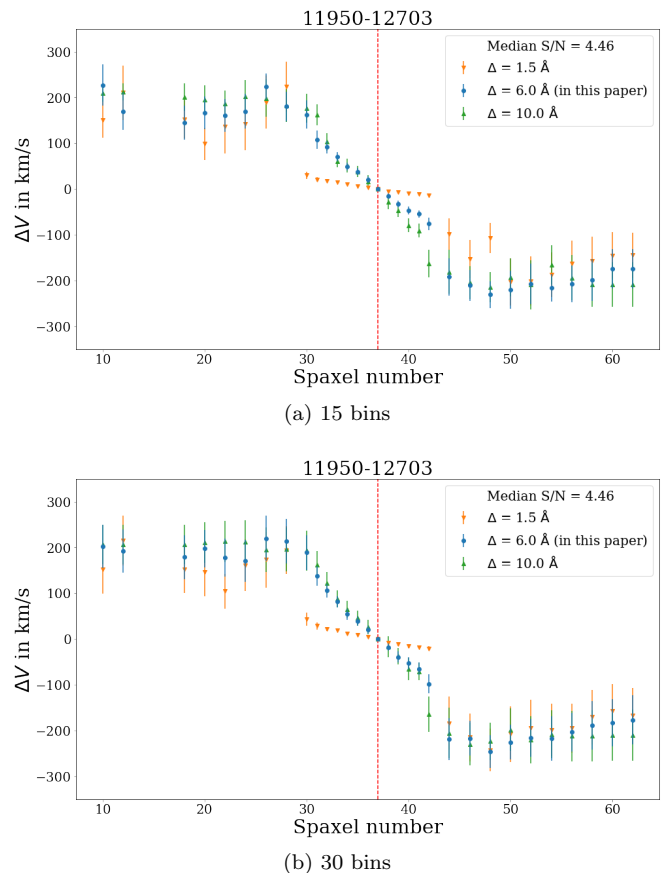 11950-12703
Median S/N = 4.46
Δ = 1.5 Å
Δ = 6.0 Å (in this paper)
Δ = 10.0 Å
300
200
100
0
−100
−200
−300
ΔV in km/s
10 20 30 40 50 60
Spaxel number
(a) 15 bins
11950-12703
Median S/N = 4.46
Δ = 1.5 Å
Δ = 6.0 Å (in this paper)
Δ = 10.0 Å
300
200
100
0
−100
−200
−300
ΔV in km/s
10 20 30 40 50 60
Spaxel number
(b) 30 bins